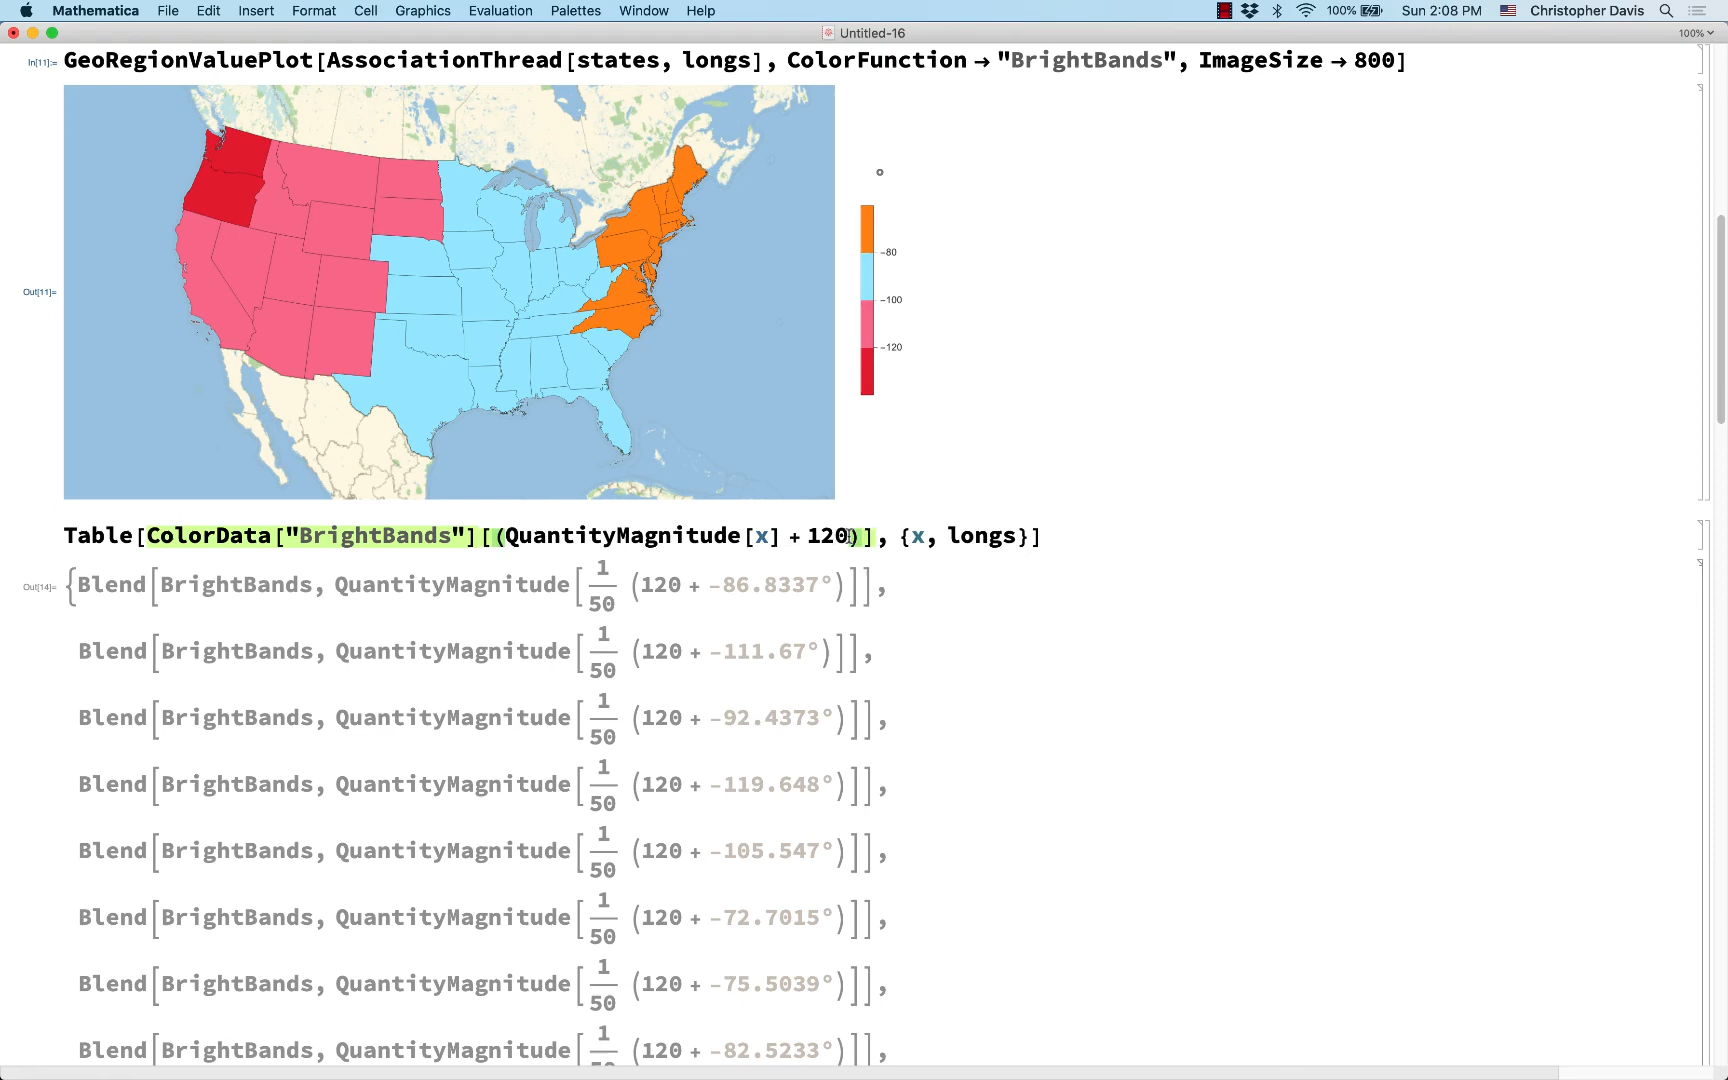 Mathematica File Edit Insert Format Cell Graphics Evaluation Palettes Window Help 100% Sun 2:08 PM Christopher Davis
Untitled-16 100%
In[11]:= GeoRegionValuePlot[AssociationThread[states, longs], ColorFunction → "BrightBands", ImageSize → 800]
°
-80
-100
-120
Out[11]=
Table[ColorData["BrightBands"][(QuantityMagnitude[x] + 120)], {x, longs}]
Out[14]= {Blend[BrightBands, QuantityMagnitude[1/50 (120 + -86.8337°)]],
Blend[BrightBands, QuantityMagnitude[1/50 (120 + -111.67°)]],
Blend[BrightBands, QuantityMagnitude[1/50 (120 + -92.4373°)]],
Blend[BrightBands, QuantityMagnitude[1/50 (120 + -119.648°)]],
Blend[BrightBands, QuantityMagnitude[1/50 (120 + -105.547°)]],
Blend[BrightBands, QuantityMagnitude[1/50 (120 + -72.7015°)]],
Blend[BrightBands, QuantityMagnitude[1/50 (120 + -75.5039°)]],
Blend[BrightBands, QuantityMagnitude[1/50 (120 + -82.5233°)]],